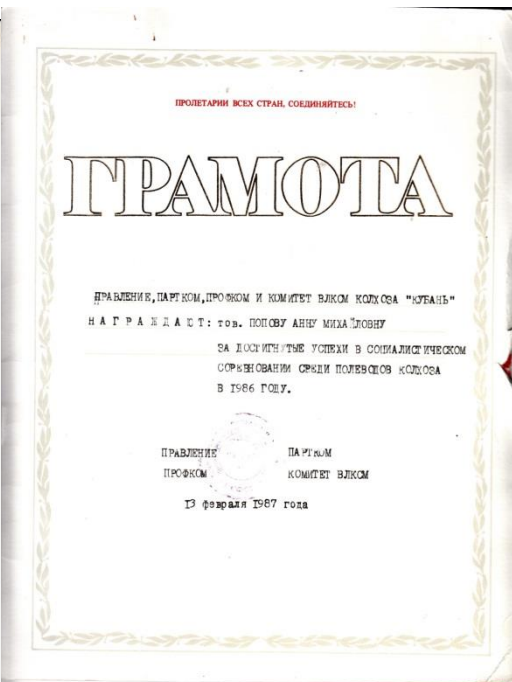 ПРОЛЕТАРИИ ВСЕХ СТРАН, СОЕДИНЯЙТЕСЬ!
ГРАМОТА
ПРАВЛЕНИЕ,ПАРТКОМ,ПРОФКОМ И КОМИТЕТ ВЛКСМ КОЛХОЗА "КУБАНЬ"
Н А Г Р А Ж Д А Ю Т: тов. ПОПОВУ АННУ МИХАЙЛОВНУ
ЗА ДОСТИГНУТЫЕ УСПЕХИ В СОЦИАЛИСТИЧЕСКОМ
СОРЕВНОВАНИИ СРЕДИ ПОЛЕВОДОВ КОЛХОЗА
В 1986 ГОДУ.
ПРАВЛЕНИЕ ПАРТКОМ
ПРОФКОМ КОМИТЕТ ВЛКСМ
13 февраля 1987 года